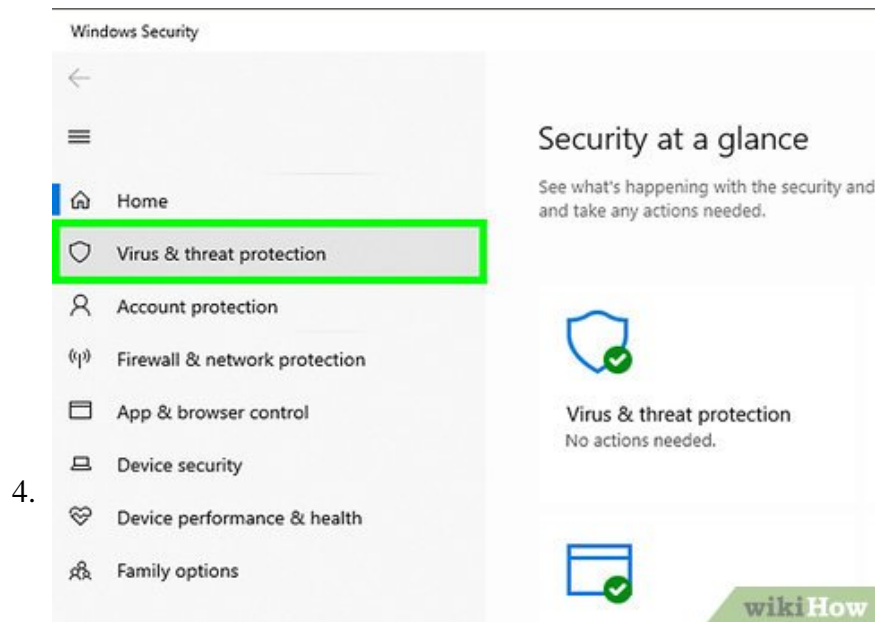 Windows Security
Security at a glance
See what's happening with the security and
and take any actions needed.
Home
Virus & threat protection
Account protection
Firewall & network protection
App & browser control
Device security
Device performance & health
Family options
Virus & threat protection
No actions needed.
4.
wikiHow